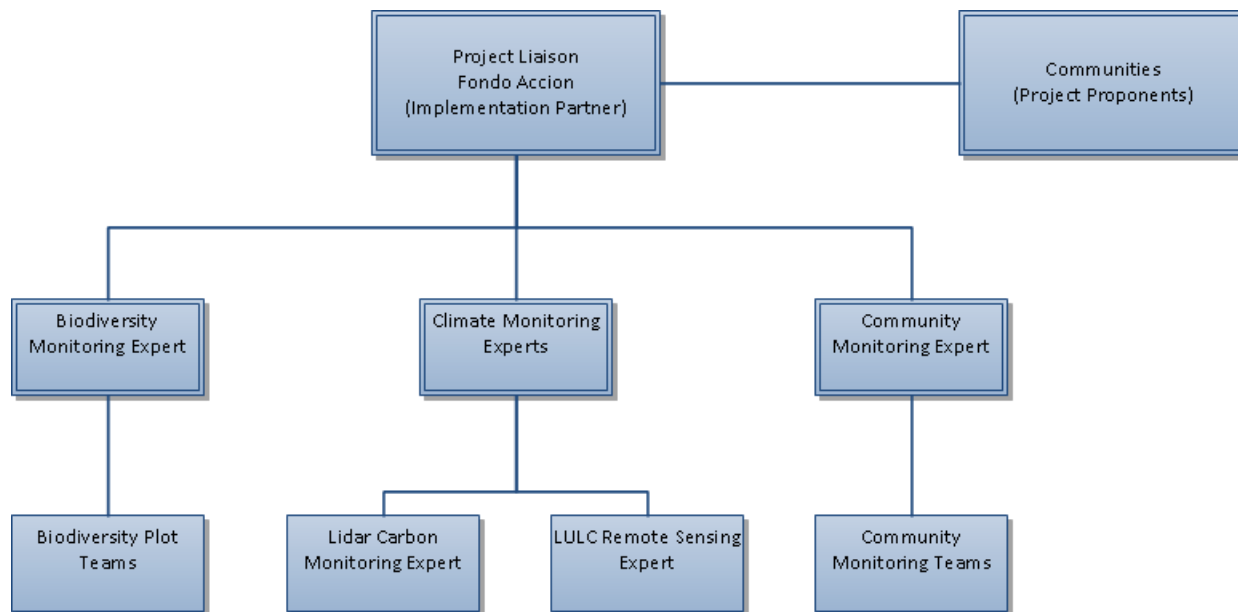 Project Liaison
Fondo Accion
(Implementation Partner)
Communities
(Project Proponents)
Biodiversity
Monitoring Expert
Climate Monitoring
Experts
Community
Monitoring Expert
Biodiversity Plot
Teams
Lidar Carbon
Monitoring Expert
LULC Remote Sensing
Expert
Community
Monitoring Teams